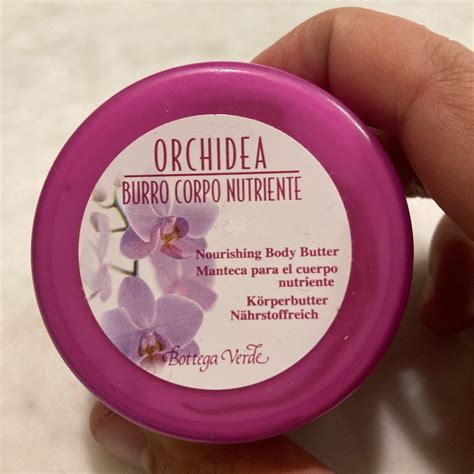 ORCHIDEA
BURRO CORPO NUTRIENTE
Nourishing Body Butter
Manteca para el cuerpo
nutriente
Körperbutter
Nährstoffreich
Bottega Verde